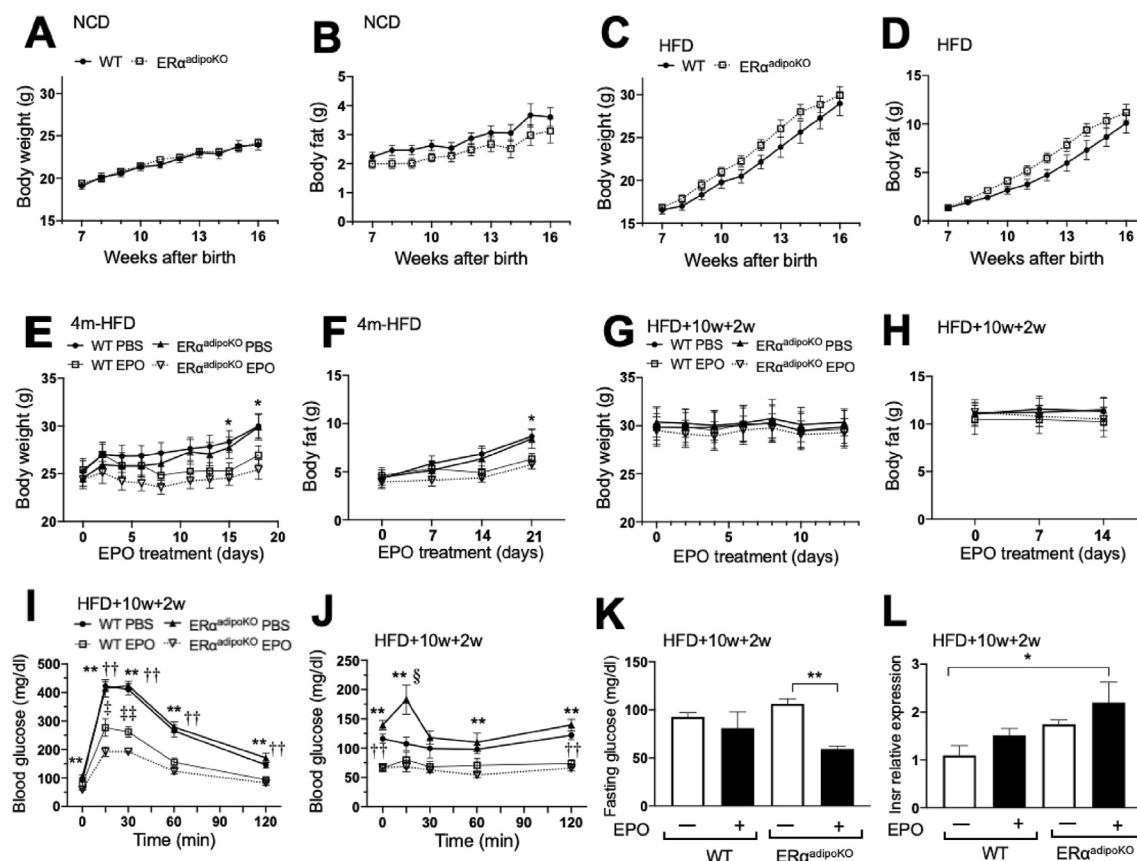 A NCD
WT ERα^adipoKO
Body weight (g)
30
25
20
15
7 10 13 16
Weeks after birth
B NCD
Body fat (g)
5
4
3
2
1
0
7 10 13 16
Weeks after birth
C HFD
WT ERα^adipoKO
Body weight (g)
35
30
25
20
15
7 10 13 16
Weeks after birth
D HFD
Body fat (g)
20
15
10
5
0
7 10 13 16
Weeks after birth
E 4m-HFD
WT PBS ERα^adipoKO PBS
WT EPO ERα^adipoKO EPO
Body weight (g)
35
30
25
20
* *
0 5 10 15 20
EPO treatment (days)
F 4m-HFD
Body fat (g)
15
10
5
0
*
0 7 14 21
EPO treatment (days)
G HFD+10w+2w
WT PBS ERα^adipoKO PBS
WT EPO ERα^adipoKO EPO
Body weight (g)
35
30
25
20
0 5 10
EPO treatment (days)
H HFD+10w+2w
Body fat (g)
20
15
10
5
0
0 7 14
EPO treatment (days)
I HFD+10w+2w
WT PBS ERα^adipoKO PBS
WT EPO ERα^adipoKO EPO
Blood glucose (mg/dl)
500
400
300
200
100
0
** †† ** ††
‡ ‡‡
** ††
** ††
**
0 30 60 90 120
Time (min)
J HFD+10w+2w
Blood glucose (mg/dl)
250
200
150
100
50
0
** §
** ** **
†† ††
0 30 60 90 120
Time (min)
K HFD+10w+2w
Fasting glucose (mg/dl)
150
100
50
0
**
EPO — + — +
WT ERα^adipoKO
L HFD+10w+2w
Insr relative expression
3
2
1
0
*
EPO — + — +
WT ERα^adipoKO